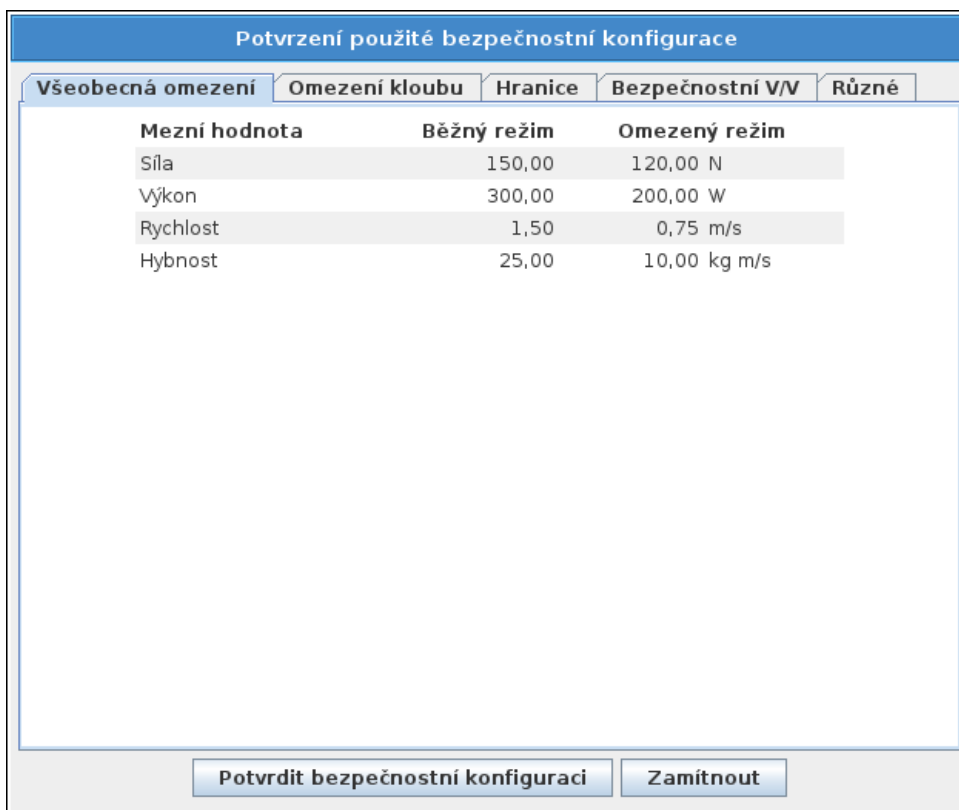 Potvrzení použité bezpečnostní konfigurace
Všeobecná omezení Omezení kloubu Hranice Bezpečnostní V/V Různé
Mezní hodnota Běžný režim Omezený režim
Síla 150,00 120,00 N
Výkon 300,00 200,00 W
Rychlost 1,50 0,75 m/s
Hybnost 25,00 10,00 kg m/s
Potvrdit bezpečnostní konfiguraci Zamítnout